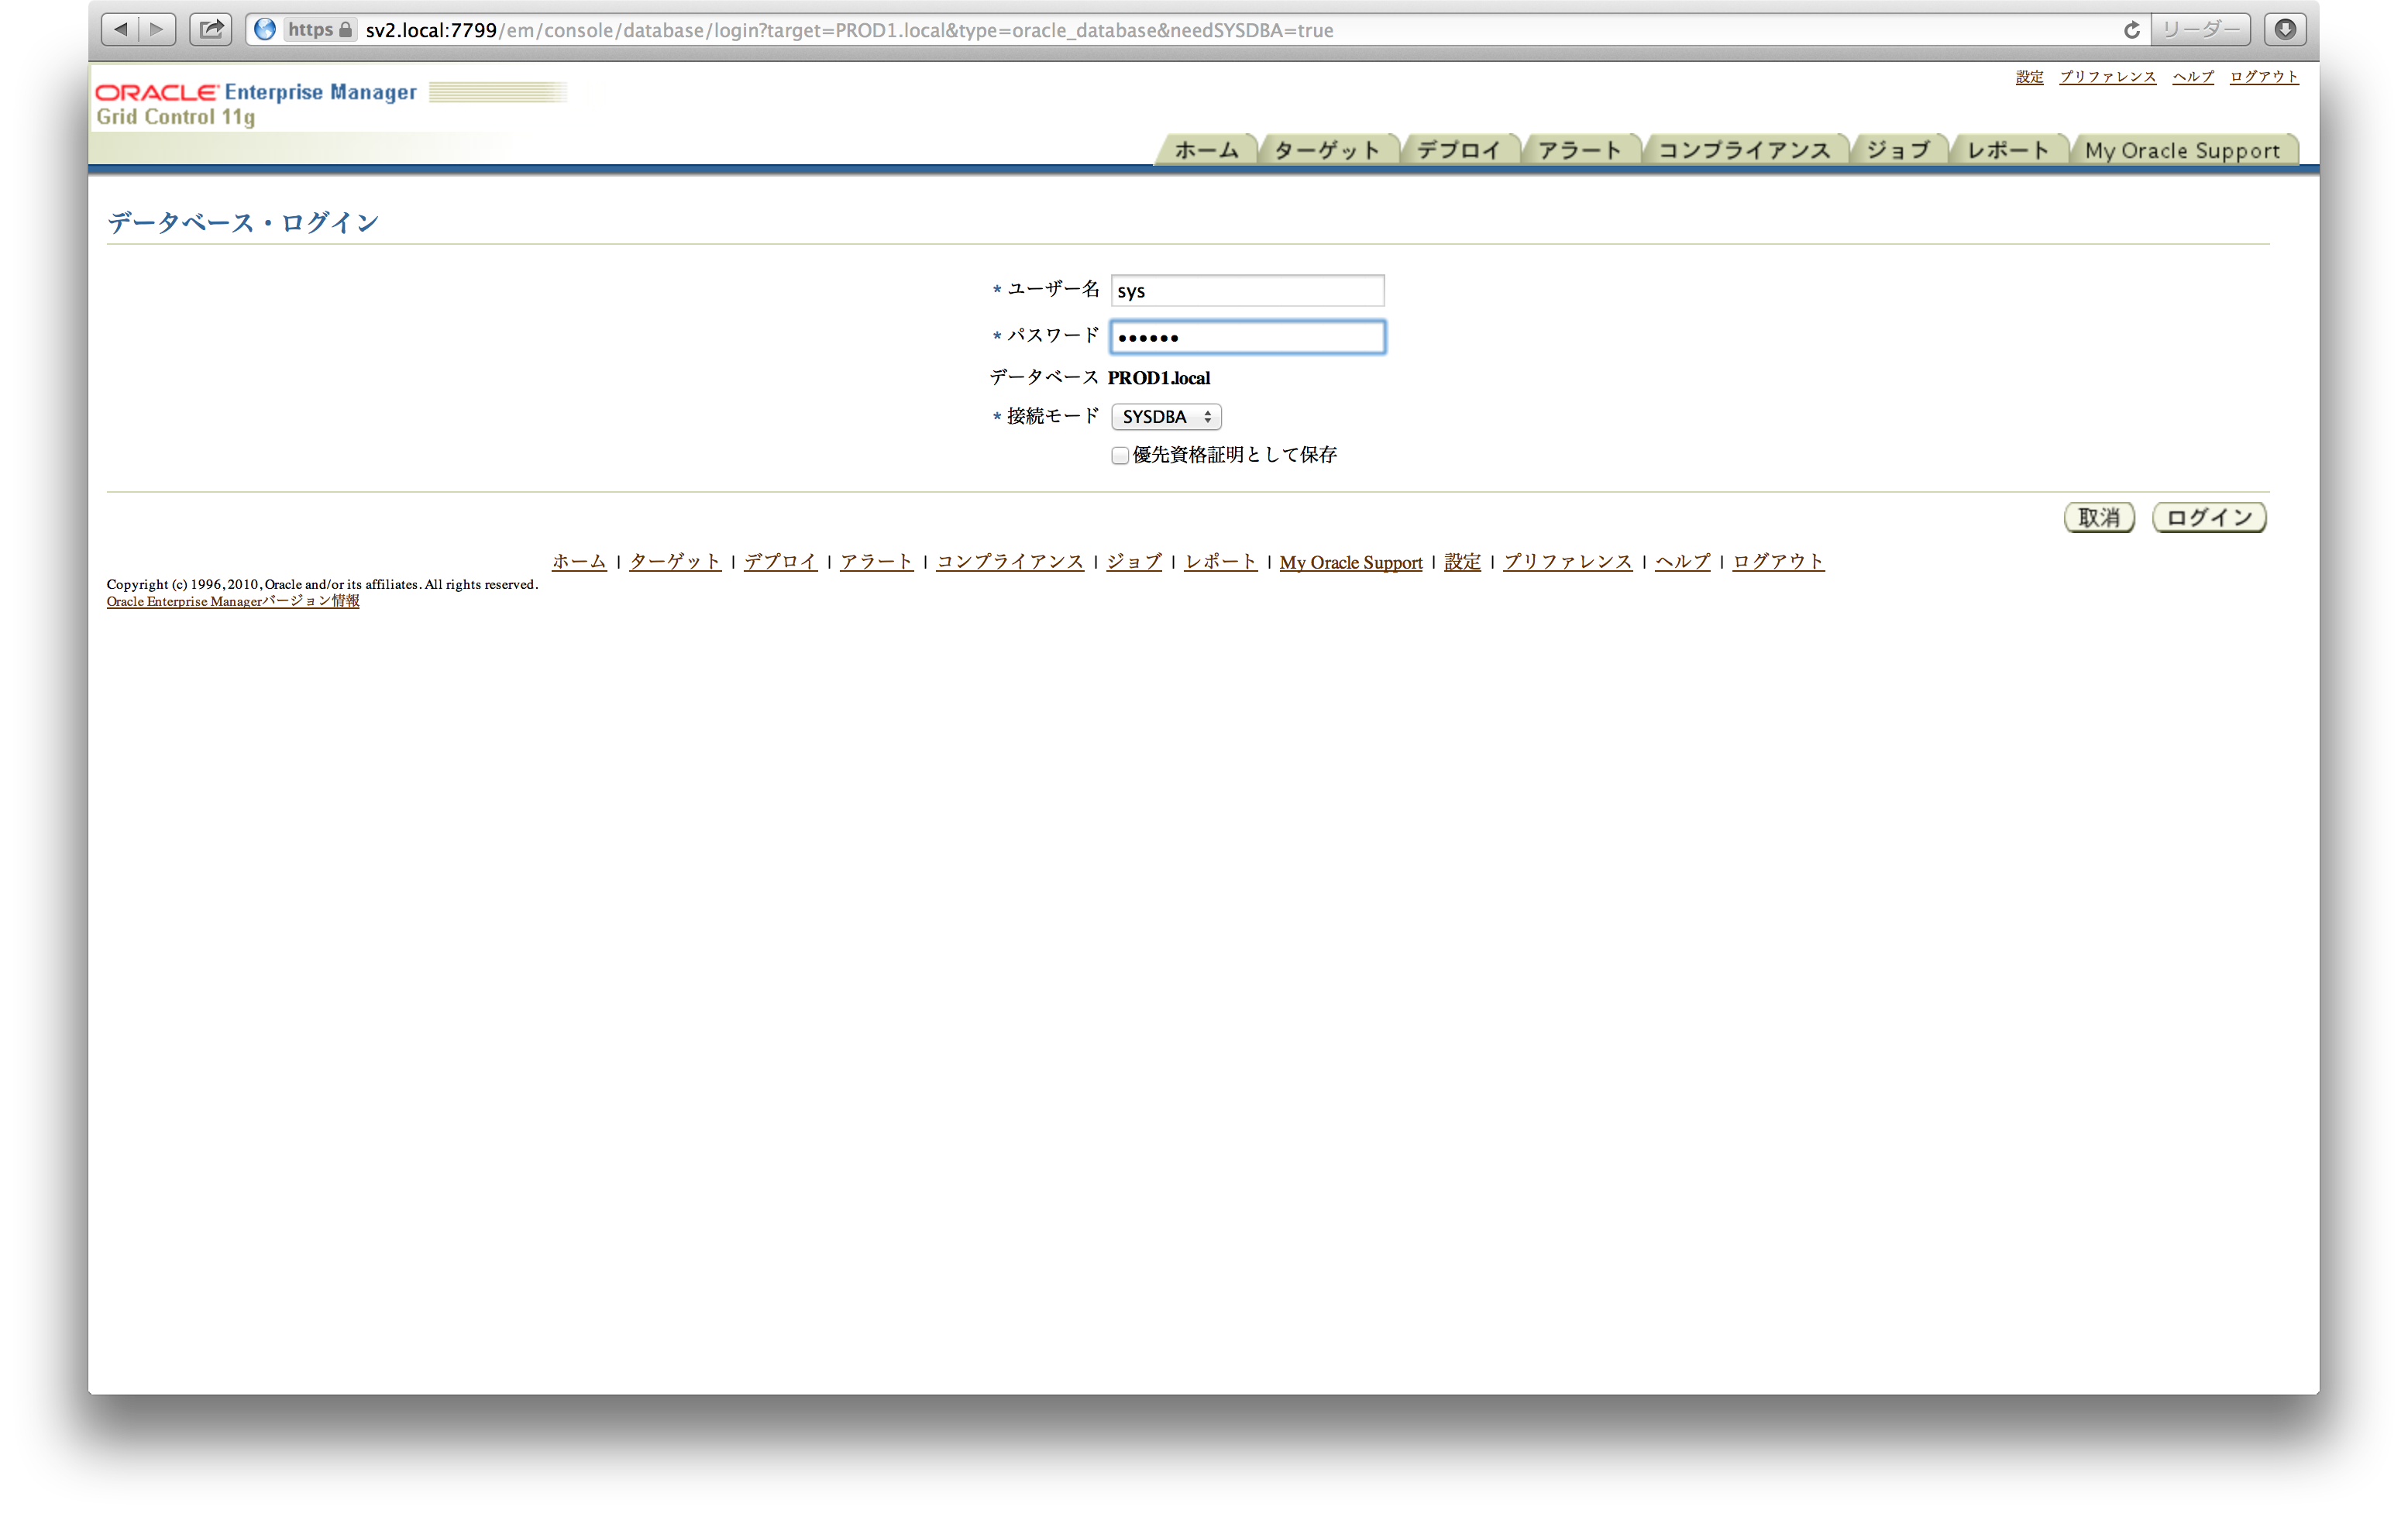 https sv2.local:7799/em/console/database/login?target=PROD1.local&type=oracle_database&needSYSDBA=true リーダー
設定 プリファレンス ヘルプ ログアウト
ORACLE Enterprise Manager
Grid Control 11g
ホーム ターゲット デプロイ アラート コンプライアンス ジョブ レポート My Oracle Support
データベース・ログイン
* ユーザー名 sys
* パスワード ••••••
データベース PROD1.local
* 接続モード SYSDBA
優先資格証明として保存
取消 ログイン
ホーム | ターゲット | デプロイ | アラート | コンプライアンス | ジョブ | レポート | My Oracle Support | 設定 | プリファレンス | ヘルプ | ログアウト
Copyright (c) 1996, 2010, Oracle and/or its affiliates. All rights reserved.
Oracle Enterprise Managerバージョン情報